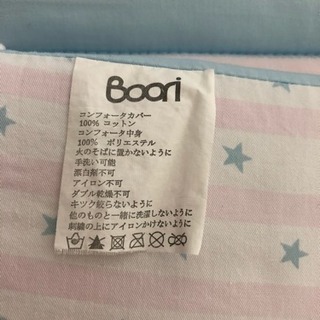 Boori
コンフォータカバー
100% コットン
コンフォータ中身
100% ポリエステル
火のそばに置かないように
手洗い可能
漂白剤不可
アイロン不可
ダブル乾燥不可
キツク絞らないように
他のものと一緒に洗濯しないように
刺繍の上にアイロンかけないように